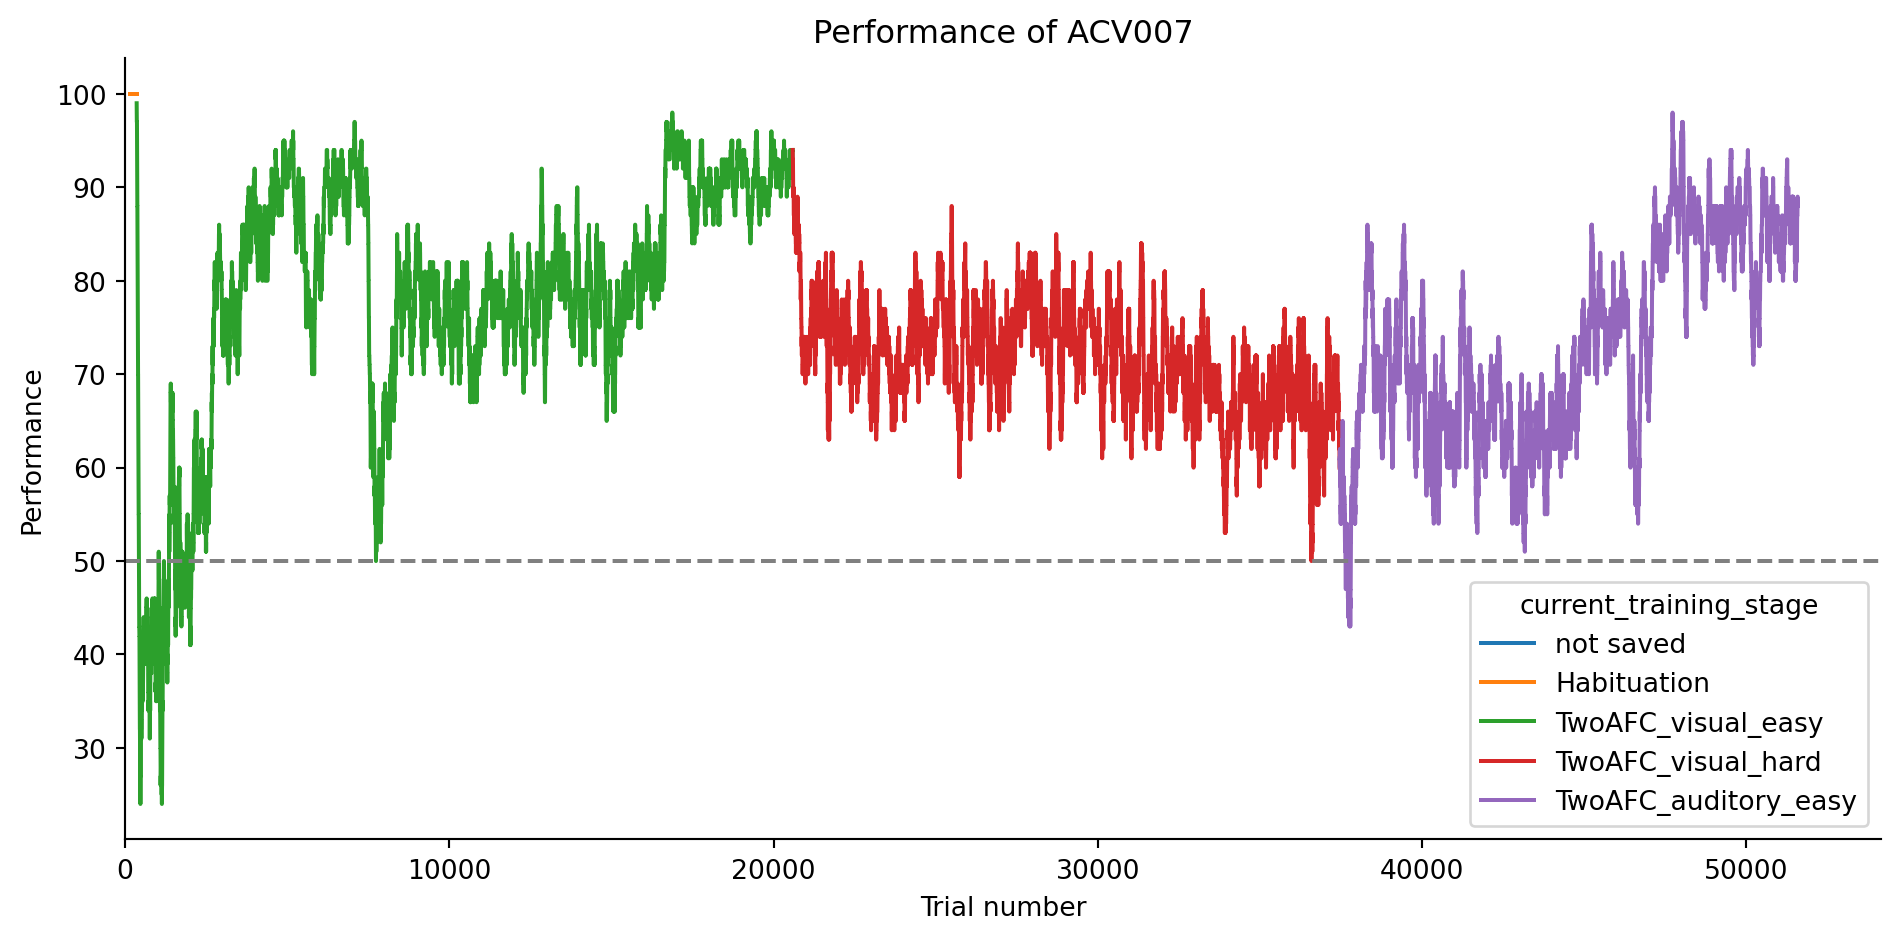 Performance of ACV007
100
90
80
70
60
50
40
30
Performance
0
10000
20000
30000
40000
50000
Trial number
current_training_stage
not saved
Habituation
TwoAFC_visual_easy
TwoAFC_visual_hard
TwoAFC_auditory_easy